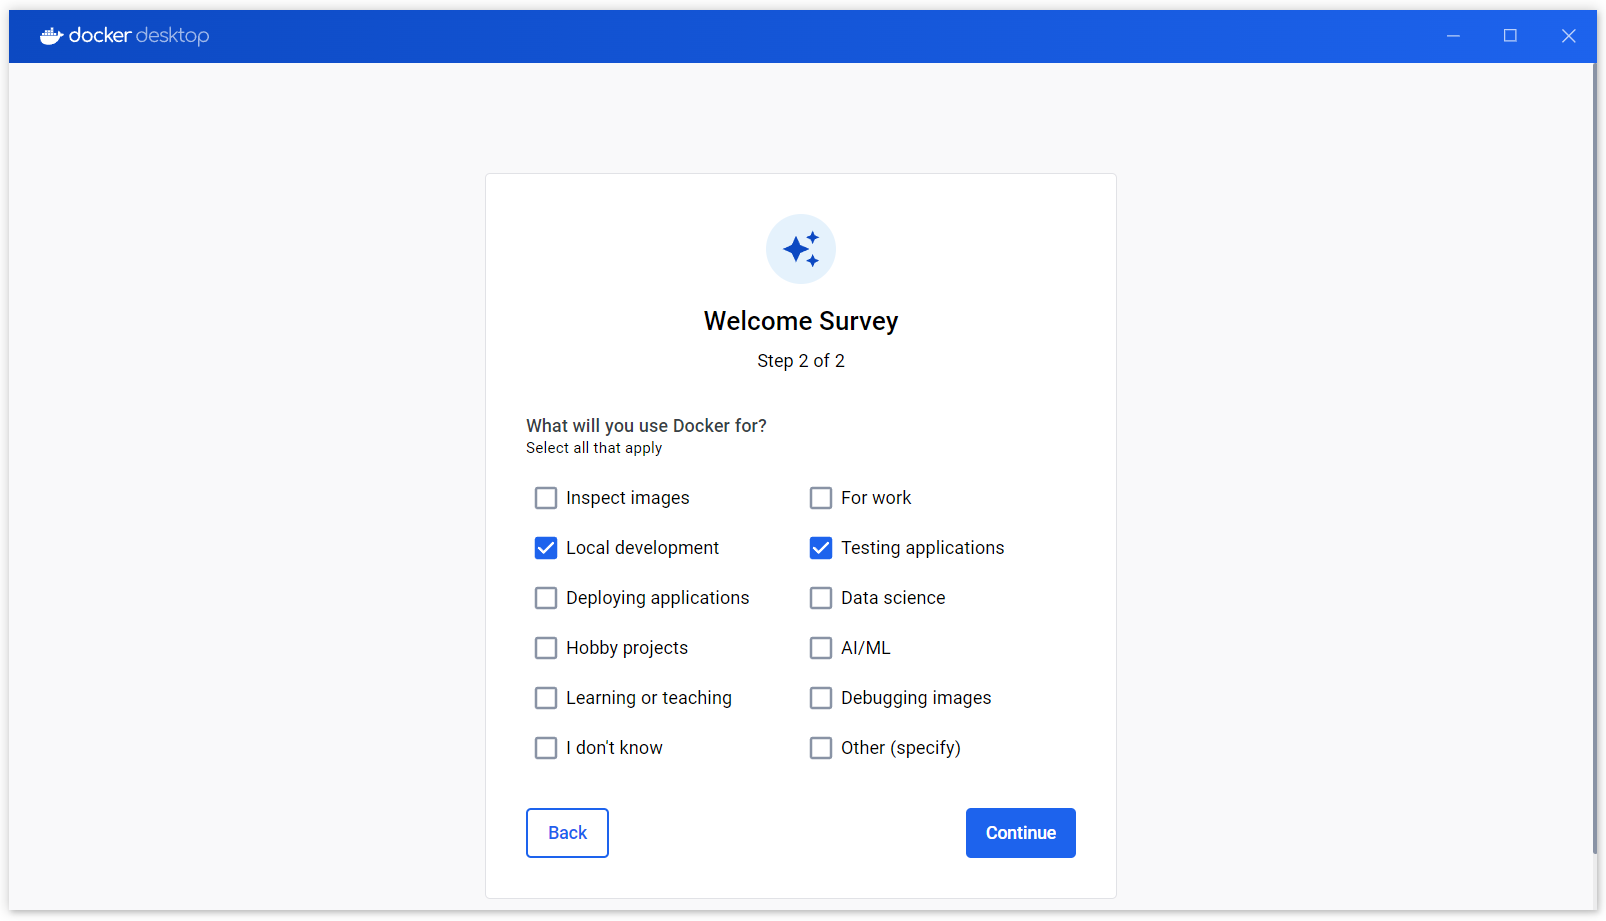 docker desktop
Welcome Survey
Step 2 of 2
What will you use Docker for?
Select all that apply
Inspect images
For work
Local development
Testing applications
Deploying applications
Data science
Hobby projects
AI/ML
Learning or teaching
Debugging images
I don't know
Other (specify)
Back
Continue